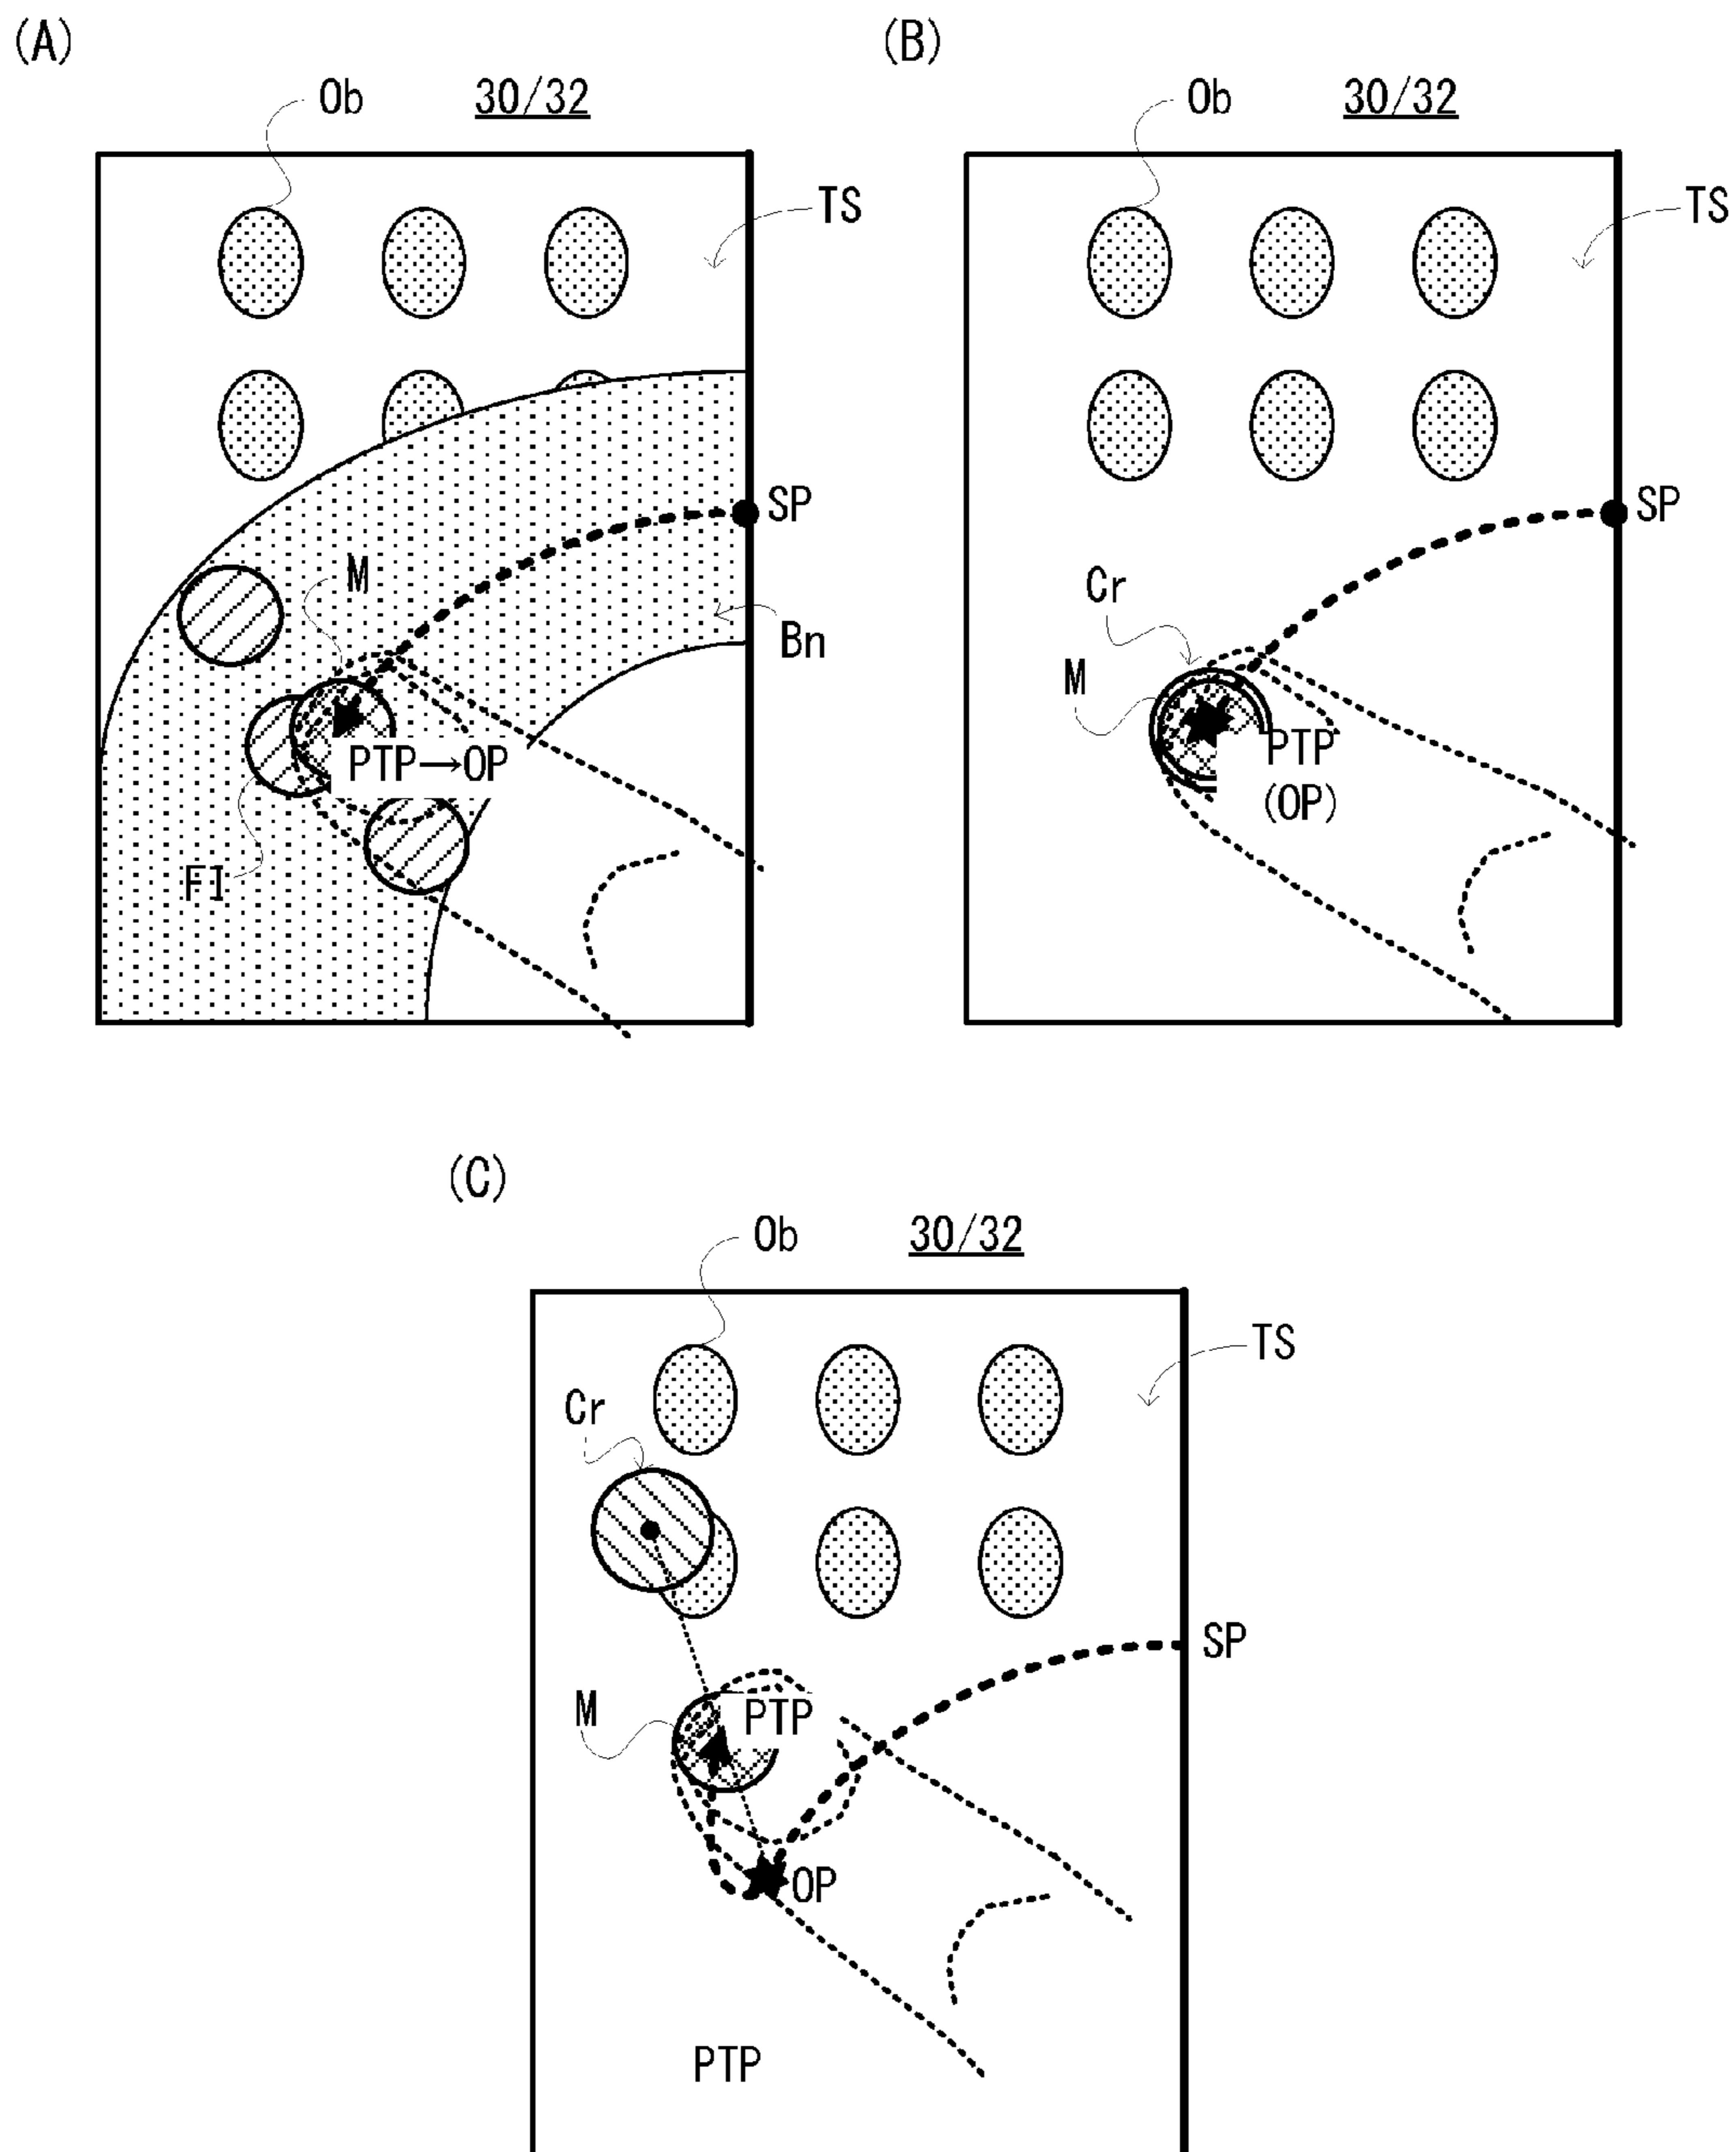 (A)
Ob
30/32
TS
SP
M
Bn
PTP→OP
FI
(B)
Ob
30/32
TS
SP
Cr
M
PTP
(OP)
(C)
Ob
30/32
TS
Cr
SP
M
PTP
OP
PTP